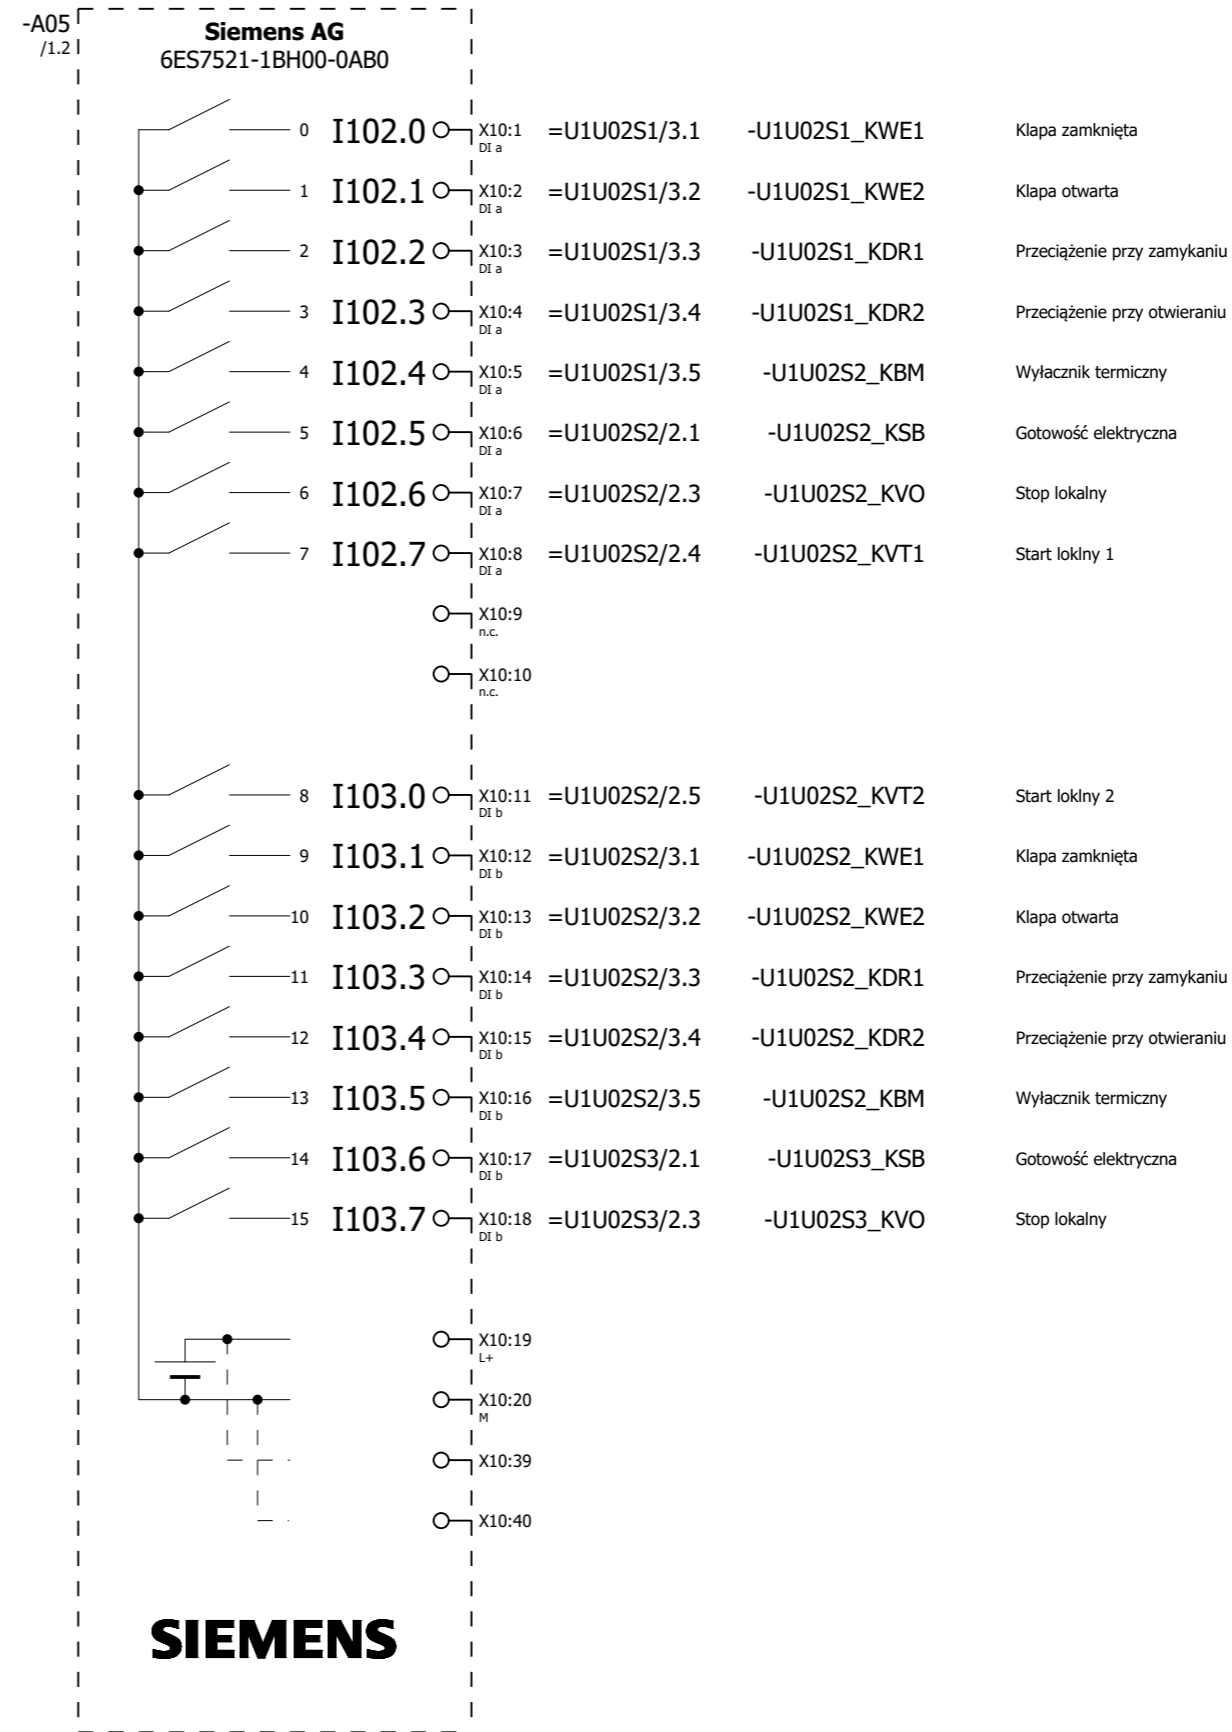 -A05
/1.2
Siemens AG
6ES7521-1BH00-0AB0
0 I102.0 X10:1 =U1U02S1/3.1 -U1U02S1_KWE1 Klapa zamknięta
DI a
1 I102.1 X10:2 =U1U02S1/3.2 -U1U02S1_KWE2 Klapa otwarta
DI a
2 I102.2 X10:3 =U1U02S1/3.3 -U1U02S1_KDR1 Przeciążenie przy zamykaniu
DI a
3 I102.3 X10:4 =U1U02S1/3.4 -U1U02S1_KDR2 Przeciążenie przy otwieraniu
DI a
4 I102.4 X10:5 =U1U02S1/3.5 -U1U02S2_KBM Wyłacznik termiczny
DI a
5 I102.5 X10:6 =U1U02S2/2.1 -U1U02S2_KSB Gotowość elektryczna
DI a
6 I102.6 X10:7 =U1U02S2/2.3 -U1U02S2_KVO Stop lokalny
DI a
7 I102.7 X10:8 =U1U02S2/2.4 -U1U02S2_KVT1 Start loklny 1
DI a
X10:9
n.c.
X10:10
n.c.
8 I103.0 X10:11 =U1U02S2/2.5 -U1U02S2_KVT2 Start loklny 2
DI b
9 I103.1 X10:12 =U1U02S2/3.1 -U1U02S2_KWE1 Klapa zamknięta
DI b
10 I103.2 X10:13 =U1U02S2/3.2 -U1U02S2_KWE2 Klapa otwarta
DI b
11 I103.3 X10:14 =U1U02S2/3.3 -U1U02S2_KDR1 Przeciążenie przy zamykaniu
DI b
12 I103.4 X10:15 =U1U02S2/3.4 -U1U02S2_KDR2 Przeciążenie przy otwieraniu
DI b
13 I103.5 X10:16 =U1U02S2/3.5 -U1U02S2_KBM Wyłacznik termiczny
DI b
14 I103.6 X10:17 =U1U02S3/2.1 -U1U02S3_KSB Gotowość elektryczna
DI b
15 I103.7 X10:18 =U1U02S3/2.3 -U1U02S3_KVO Stop lokalny
DI b
X10:19
L+
X10:20
M
X10:39
X10:40
SIEMENS